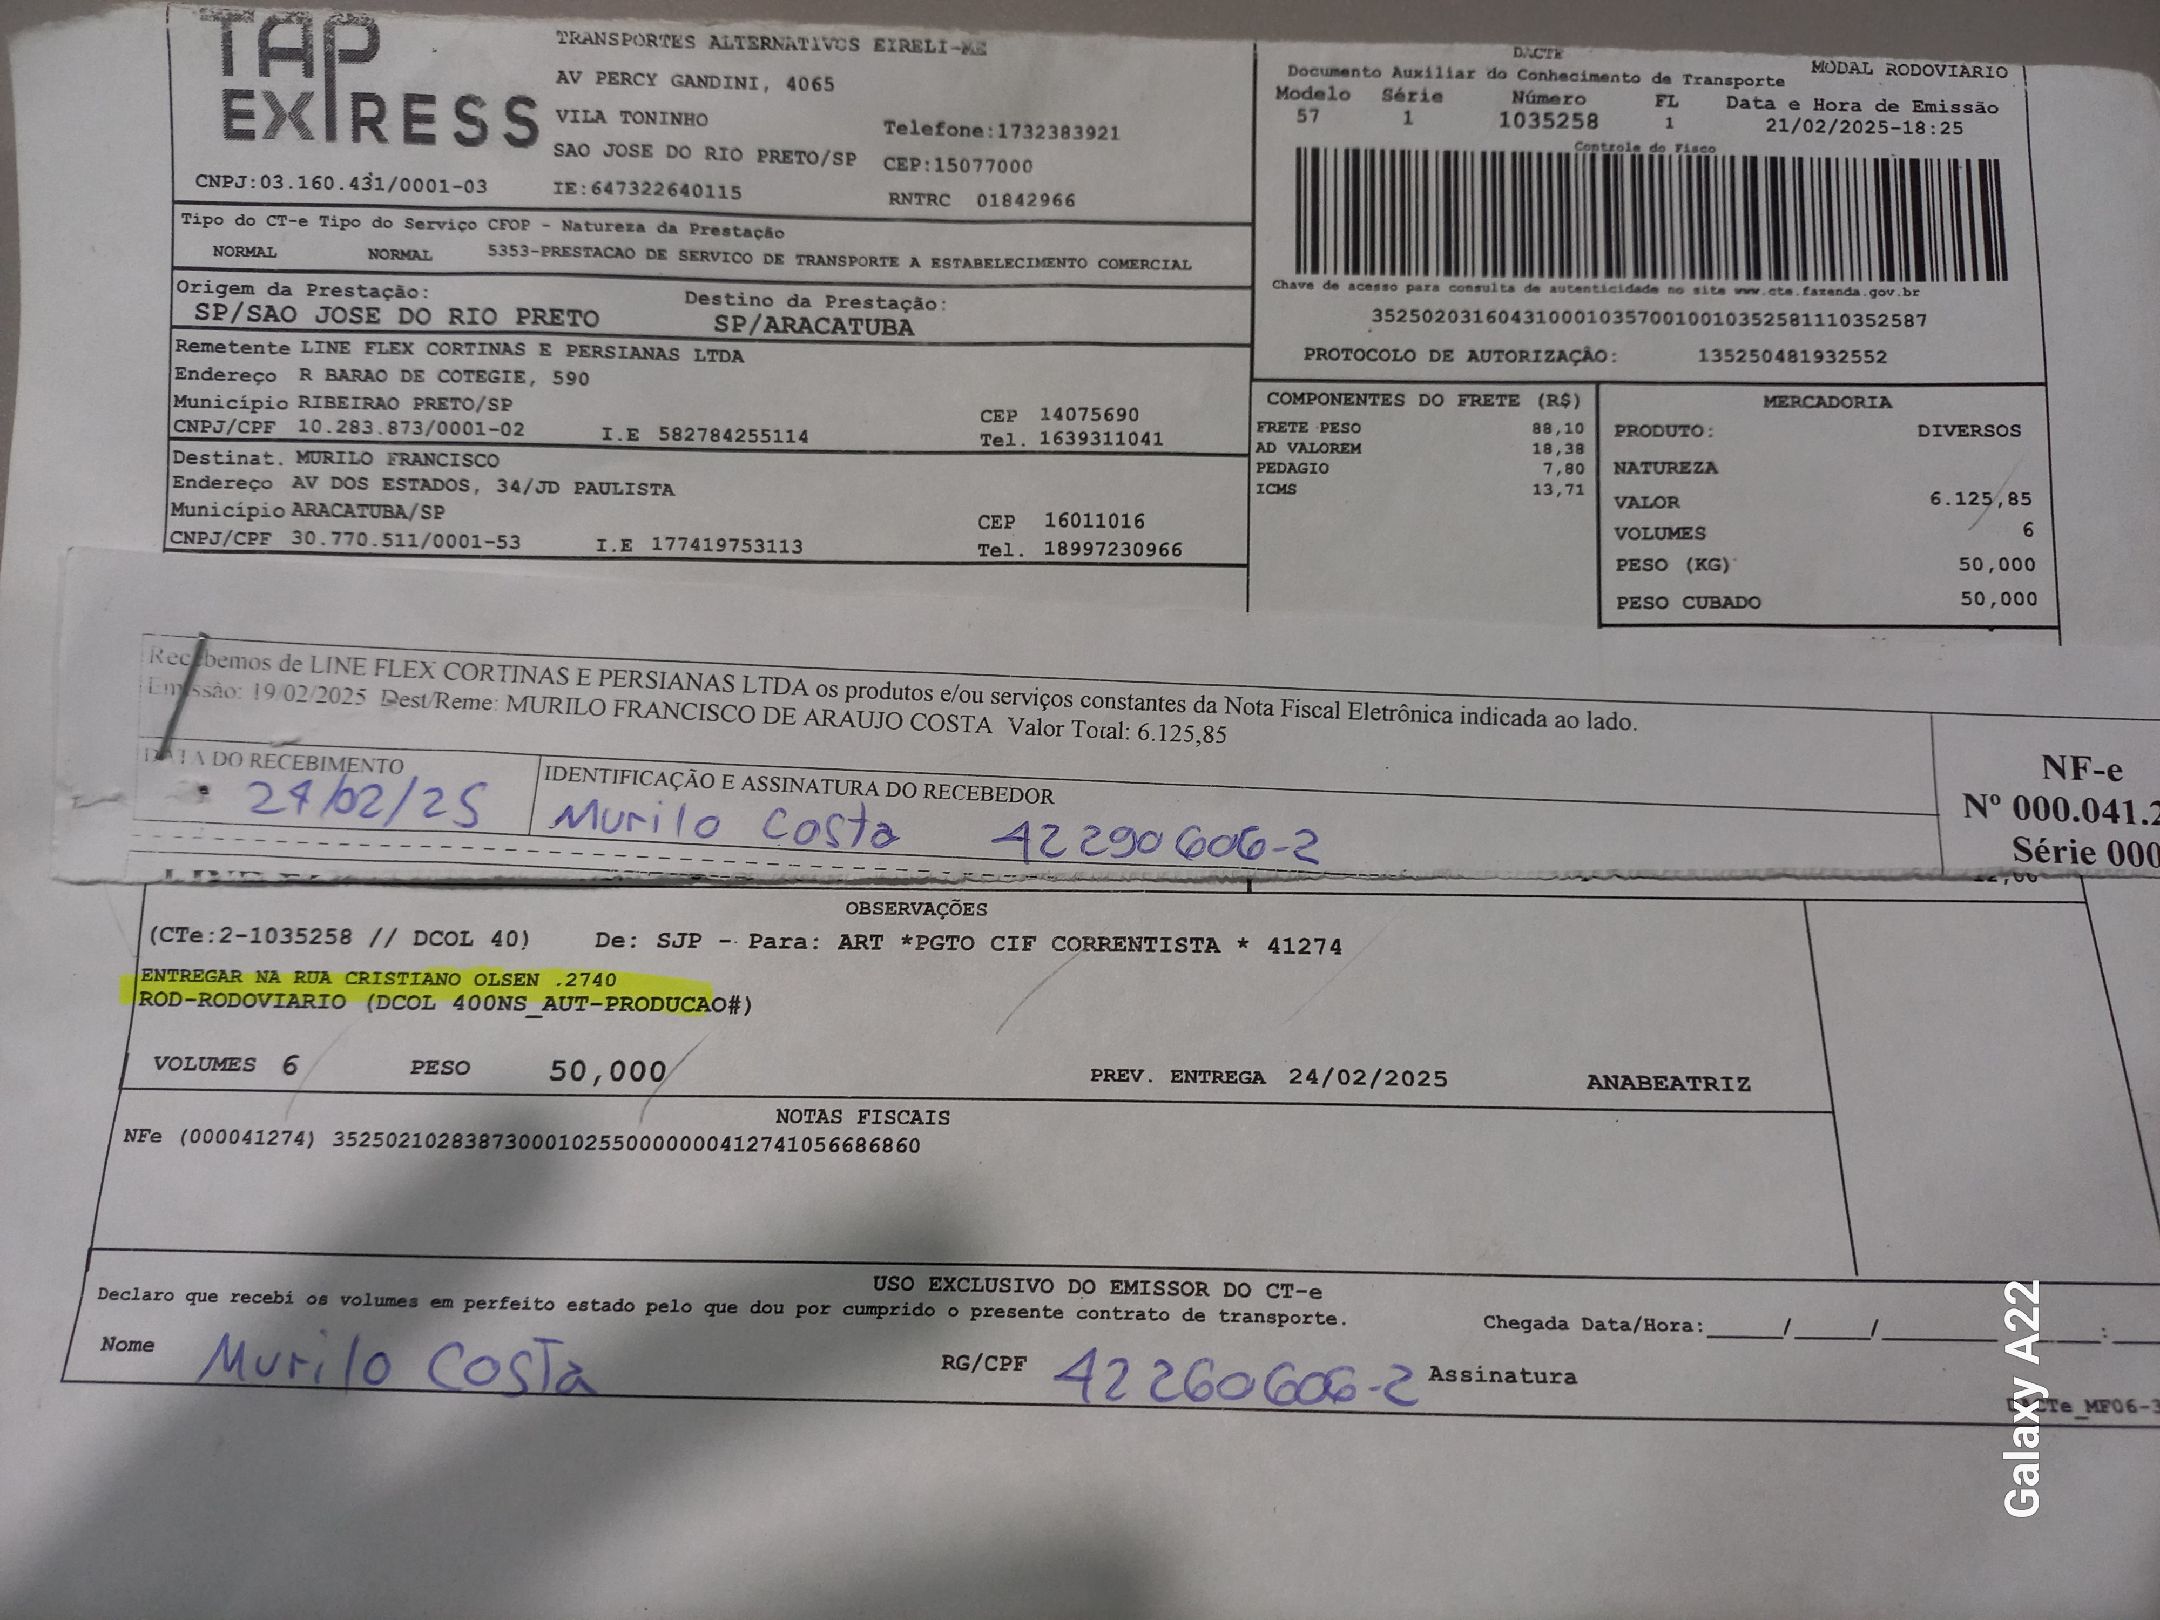 TAP EXPRESS
TRANSPORTES ALTERNATIVOS EIRELI-ME
AV PERCY GANDINI, 4065
VILA TONINHO
Telefone:1732383921
SAO JOSE DO RIO PRETO/SP CEP:15077000
CNPJ:03.160.431/0001-03 IE:647322640115 RNTRC 01842966
DACTE
Documento Auxiliar do Conhecimento de Transporte MODAL RODOVIARIO
Modelo Série Número FL Data e Hora de Emissão
57 1 1035258 1 21/02/2025-18:25
Controle do Fisco
Chave de acesso para consulta de autenticidade no site www.cte.fazenda.gov.br
35250203160431000103570010010352581110352587
PROTOCOLO DE AUTORIZAÇÃO: 135250481932552
Tipo do CT-e Tipo do Serviço CFOP - Natureza da Prestação
NORMAL NORMAL 5353-PRESTACAO DE SERVICO DE TRANSPORTE A ESTABELECIMENTO COMERCIAL
Origem da Prestação: Destino da Prestação:
SP/SAO JOSE DO RIO PRETO SP/ARACATUBA
Remetente LINE FLEX CORTINAS E PERSIANAS LTDA
Endereço R BARAO DE COTEGIE, 590
Município RIBEIRAO PRETO/SP CEP 14075690
CNPJ/CPF 10.283.873/0001-02 I.E 582784255114 Tel. 1639311041
Destinat. MURILO FRANCISCO
Endereço AV DOS ESTADOS, 34/JD PAULISTA
Município ARACATUBA/SP CEP 16011016
CNPJ/CPF 30.770.511/0001-53 I.E 177419753113 Tel. 18997230966
COMPONENTES DO FRETE (R$)
FRETE PESO 88,10
AD VALOREM 18,38
PEDAGIO 7,80
ICMS 13,71
MERCADORIA
PRODUTO: DIVERSOS
NATUREZA
VALOR 6.125,85
VOLUMES 6
PESO (KG) 50,000
PESO CUBADO 50,000
Recebemos de LINE FLEX CORTINAS E PERSIANAS LTDA os produtos e/ou serviços constantes da Nota Fiscal Eletrônica indicada ao lado.
Emissão: 19/02/2025 Dest/Reme: MURILO FRANCISCO DE ARAUJO COSTA Valor Total: 6.125,85
DATA DO RECEBIMENTO IDENTIFICAÇÃO E ASSINATURA DO RECEBEDOR
24/02/25 Murilo Costa 42290606-2
NF-e
Nº 000.041.2
Série 000
OBSERVAÇÕES
(CTe:2-1035258 // DCOL 40) De: SJP - Para: ART *PGTO CIF CORRENTISTA * 41274
ENTREGAR NA RUA CRISTIANO OLSEN .2740
ROD-RODOVIARIO (DCOL 400NS_AUT-PRODUCAO#)
VOLUMES 6 PESO 50,000 PREV. ENTREGA 24/02/2025 ANABEATRIZ
NOTAS FISCAIS
NFe (000041274) 35250210283873000102550000000412741056686860
USO EXCLUSIVO DO EMISSOR DO CT-e
Declaro que recebi os volumes em perfeito estado pelo que dou por cumprido o presente contrato de transporte. Chegada Data/Hora:_____/_____/_________ _____:
Nome Murilo Costa RG/CPF 42260606-2 Assinatura
DACTe_MF06-3
Galaxy A22